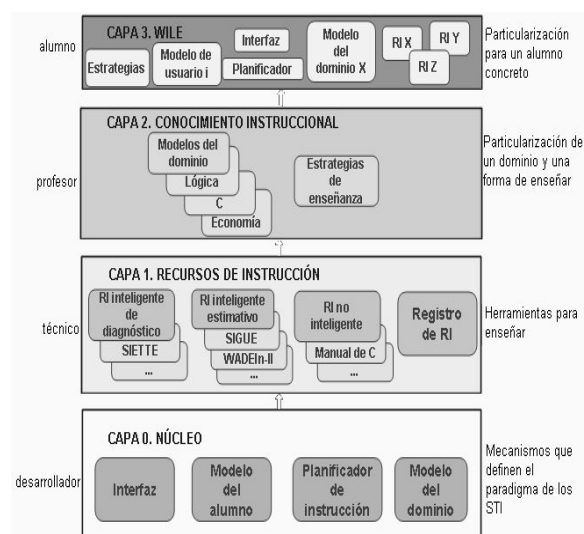 alumno
CAPA 3. WILE
Estrategias
Modelo de
usuario i
Interfaz
Planificador
Modelo
del
dominio X
RI X
RI Y
RI Z
Particularización
para un alumno
concreto
profesor
CAPA 2. CONOCIMIENTO INSTRUCCIONAL
Modelos del
dominio
Lógica
C
Economía
Estrategias
de
enseñanza
Particularización de
un dominio y una
forma de enseñar
técnico
CAPA 1. RECURSOS DE INSTRUCCIÓN
RI inteligente
de
diagnóstico
SIETTE
...
RI inteligente
estimativo
SIGUE
WADEIn-II
...
RI no
inteligente
Manual de C
...
Registro
de RI
Herramientas para
enseñar
desarrollador
CAPA 0. NÚCLEO
Interfaz
Modelo
del
alumno
Planificador
de
instrucción
Modelo
del
dominio
Mecanismos que
definen el
paradigma de los
STI